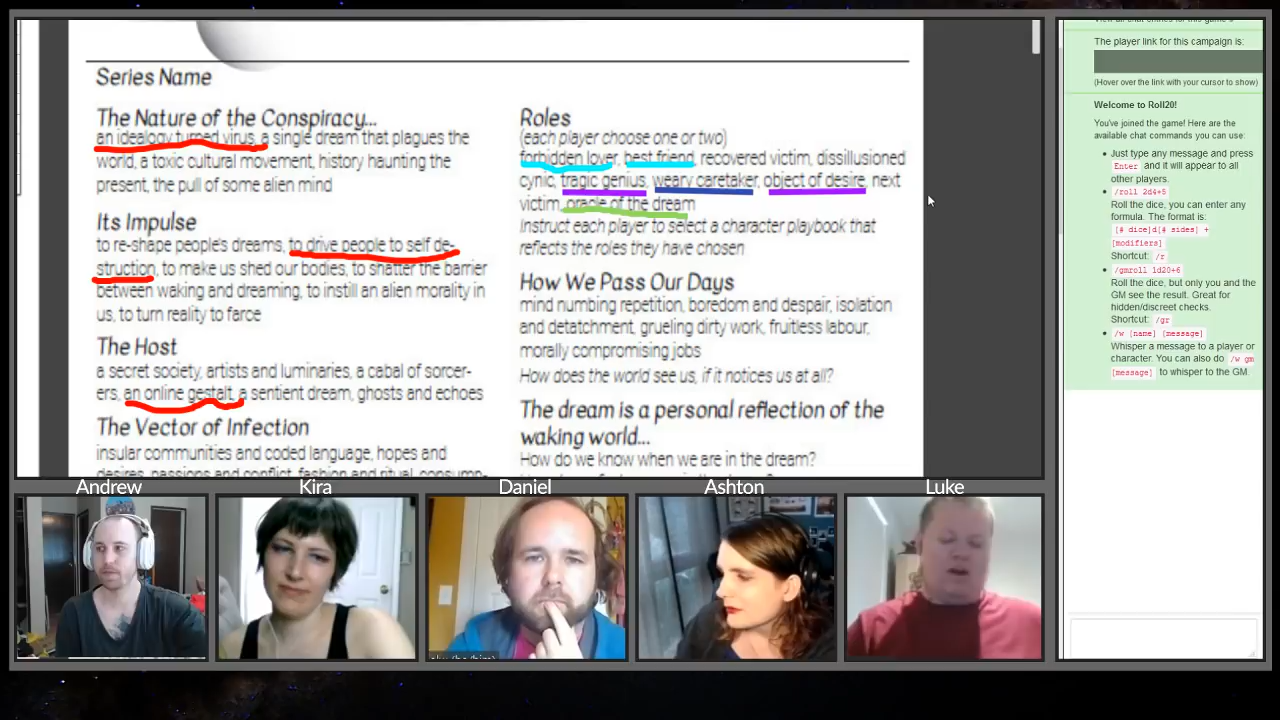 Series Name
The Nature of the Conspiracy...
an idealogy turned virus, a single dream that plagues the
world, a toxic cultural movement, history haunting the
present, the pull of some alien mind
Its Impulse
to re-shape people's dreams, to drive people to self de-
struction, to make us shed our bodies, to shatter the barrier
between waking and dreaming, to instill an alien morality in
us, to turn reality to farce
The Host
a secret society, artists and luminaries, a cabal of sorcer-
ers, an online gestalt, a sentient dream, ghosts and echoes
The Vector of Infection
insular communities and coded language, hopes and
desires, passions and conflict, fashion and ritual, consump-
Roles
(each player choose one or two)
forbidden lover, best friend, recovered victim, dissillusioned
cynic, tragic genius, weary caretaker, object of desire, next
victim, oracle of the dream
Instruct each player to select a character playbook that
reflects the roles they have chosen
How We Pass Our Days
mind numbing repetition, boredom and despair, isolation
and detatchment, grueling dirty work, fruitless labour,
morally compromising jobs
How does the world see us, if it notices us at all?
The dream is a personal reflection of the
waking world...
How do we know when we are in the dream?
Andrew
Kira
Daniel
Ashton
Luke
(he/him)
The player link for this campaign is:
(Hover over the link with your cursor to show)
Welcome to Roll20!
You've joined the game! Here are the
available chat commands you can use:
Just type any message and press
Enter and it will appear to all
other players.
/roll 2d4+5
Roll the dice, you can enter any
formula. The format is:
[# dice]d[# sides] +
[modifiers]
Shortcut: /r
/gmroll 1d20+6
Roll the dice, but only you and the
GM see the result. Great for
hidden/discreet checks.
Shortcut: /gr
/w [name] [message]
Whisper a message to a player or
character. You can also do /w gm
[message] to whisper to the GM.